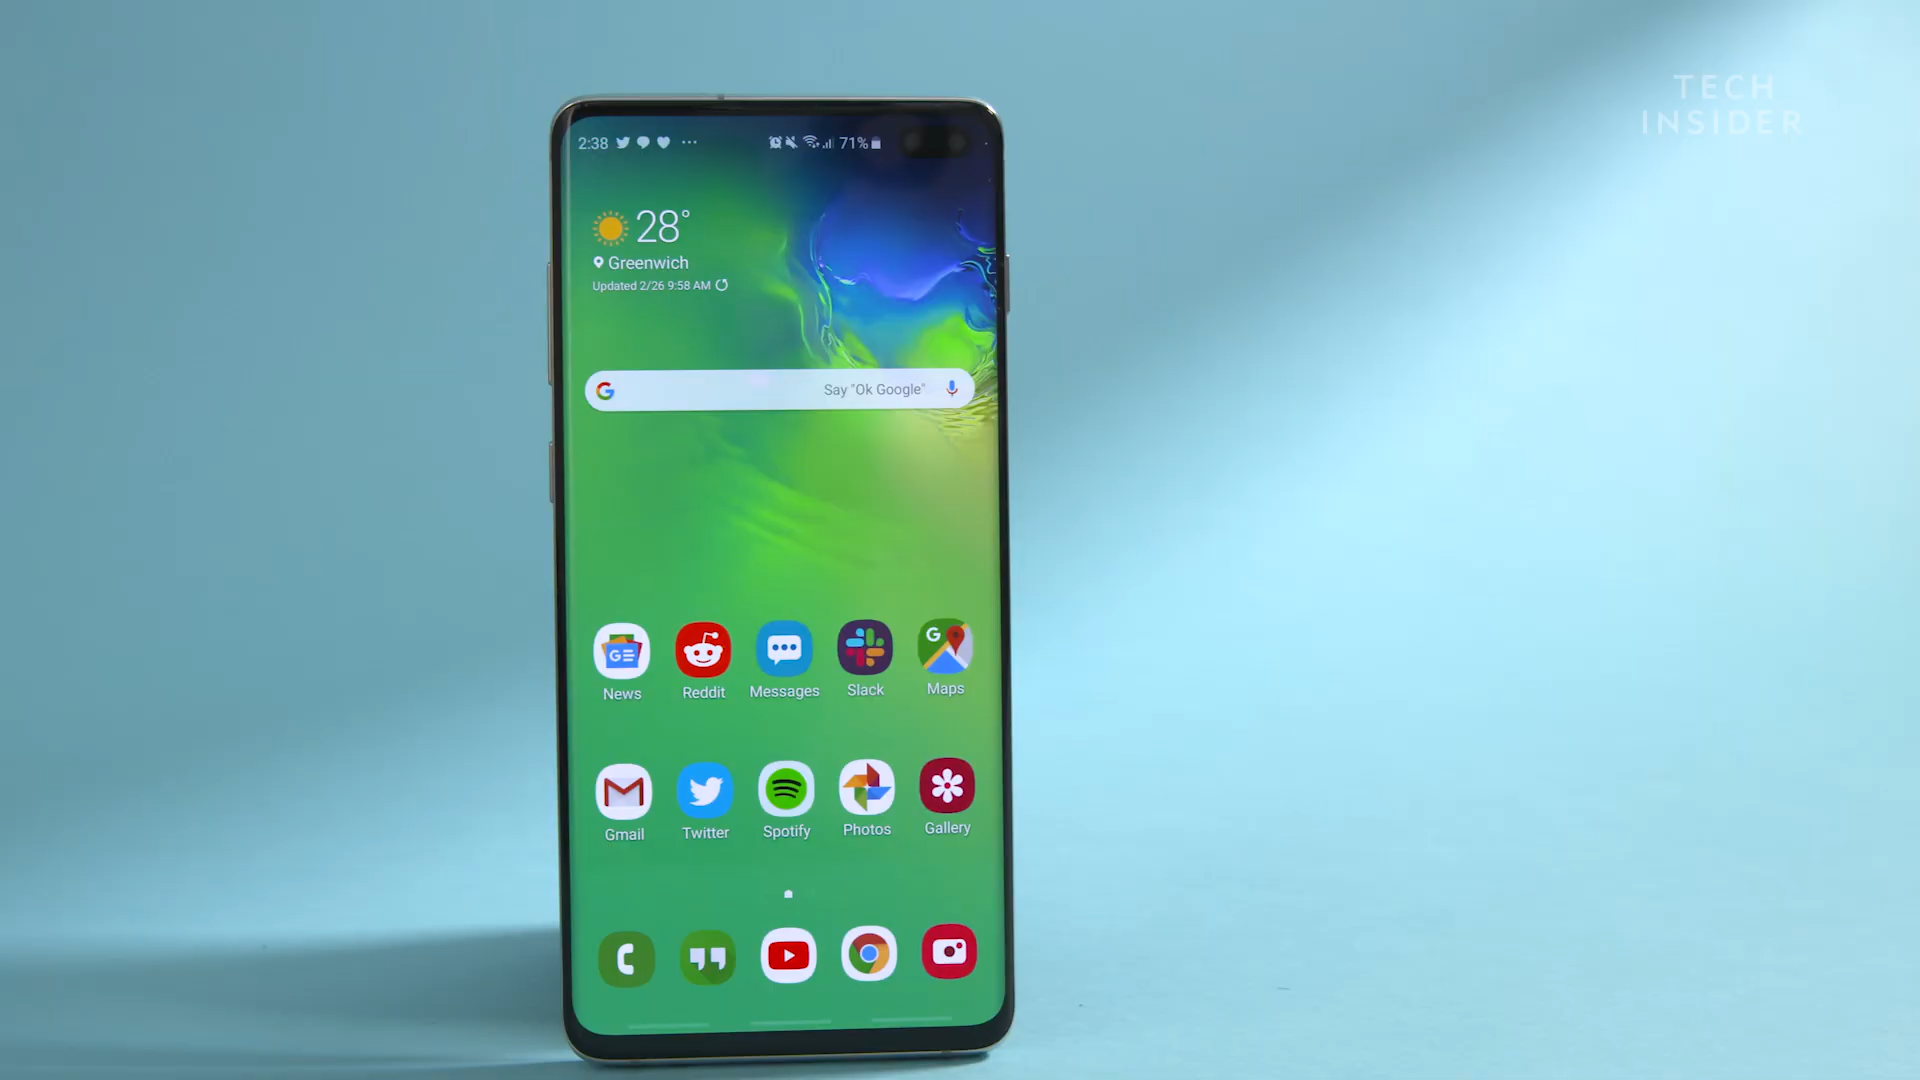 TECH
INSIDER
2:38
71%
28°
Greenwich
Updated 2/26 9:58 AM
G Say "Ok Google"
GE
G
News Reddit Messages Slack Maps
Gmail Twitter Spotify Photos Gallery